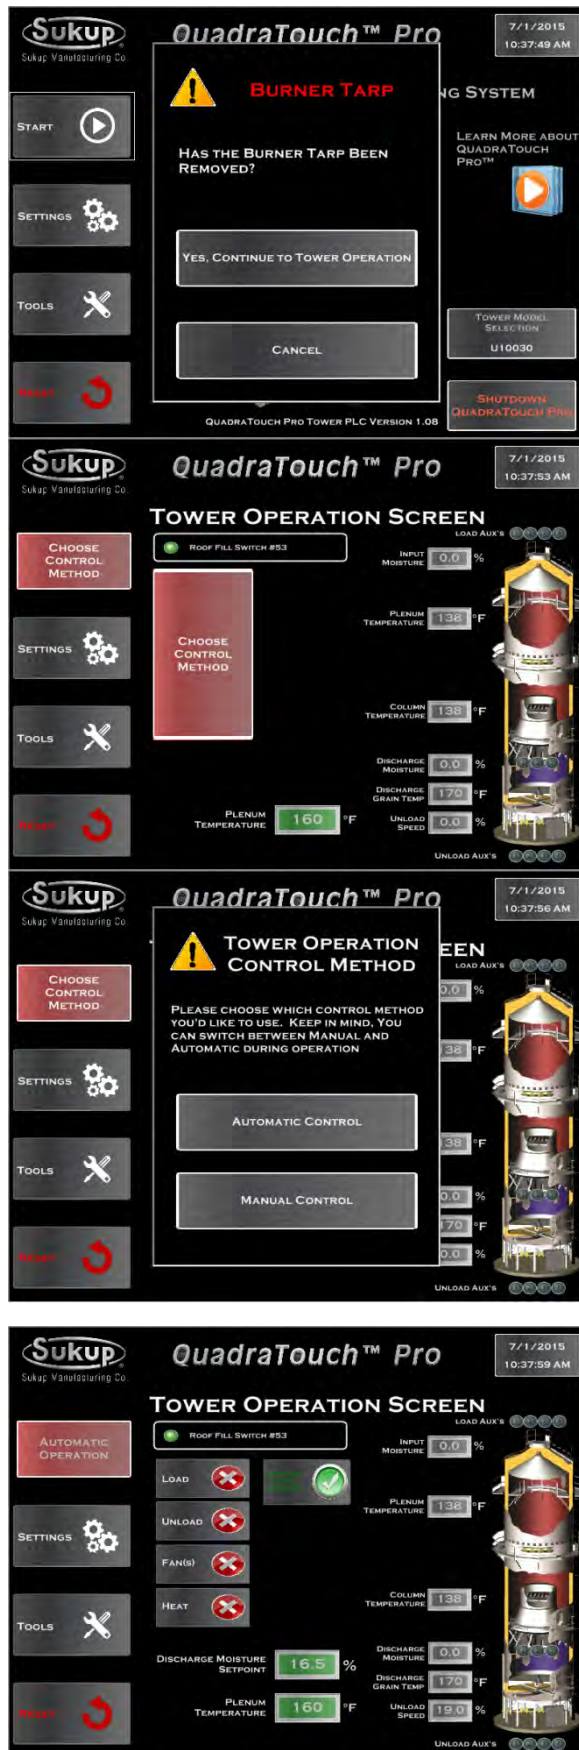 Sukup
Sukup Manufacturing Co.
QuadraTouch™ Pro
7/1/2015
10:37:49 AM
BURNER TARP
NG SYSTEM
START
HAS THE BURNER TARP BEEN
REMOVED?
LEARN MORE ABOUT
QUADRATOUCH
PRO™
SETTINGS
YES, CONTINUE TO TOWER OPERATION
TOOLS
TOWER MODEL
SELECTION
U10030
CANCEL
RESET
SHUTDOWN
QUADRATOUCH PRO
QUADRATOUCH PRO TOWER PLC VERSION 1.08
Sukup
Sukup Manufacturing Co.
QuadraTouch™ Pro
7/1/2015
10:37:53 AM
TOWER OPERATION SCREEN
LOAD AUX'S
CHOOSE
CONTROL
METHOD
ROOF FILL SWITCH #53
INPUT
MOISTURE 0.0 %
CHOOSE
CONTROL
METHOD
PLENUM
TEMPERATURE 138 °F
SETTINGS
COLUMN
TEMPERATURE 138 °F
TOOLS
DISCHARGE
MOISTURE 0.0 %
DISCHARGE
GRAIN TEMP 170 °F
RESET
PLENUM
TEMPERATURE 160 °F
UNLOAD
SPEED 0.0 %
UNLOAD AUX'S
Sukup
Sukup Manufacturing Co.
QuadraTouch™ Pro
7/1/2015
10:37:56 AM
TOWER OPERATION
CONTROL METHOD
EEN
LOAD AUX'S
CHOOSE
CONTROL
METHOD
0.0 %
PLEASE CHOOSE WHICH CONTROL METHOD
YOU'D LIKE TO USE. KEEP IN MIND, YOU
CAN SWITCH BETWEEN MANUAL AND
AUTOMATIC DURING OPERATION
138 °F
SETTINGS
AUTOMATIC CONTROL
138 °F
TOOLS
MANUAL CONTROL
0.0 %
170 °F
RESET
0.0 %
UNLOAD AUX'S
Sukup
Sukup Manufacturing Co.
QuadraTouch™ Pro
7/1/2015
10:37:59 AM
TOWER OPERATION SCREEN
LOAD AUX'S
AUTOMATIC
OPERATION
ROOF FILL SWITCH #53
INPUT
MOISTURE 0.0 %
LOAD
PLENUM
TEMPERATURE 138 °F
UNLOAD
SETTINGS
FAN(S)
HEAT
COLUMN
TEMPERATURE 138 °F
TOOLS
DISCHARGE MOISTURE
SETPOINT 16.5 %
DISCHARGE
MOISTURE 0.0 %
DISCHARGE
GRAIN TEMP 170 °F
RESET
PLENUM
TEMPERATURE 160 °F
UNLOAD
SPEED 19.0 %
UNLOAD AUX'S